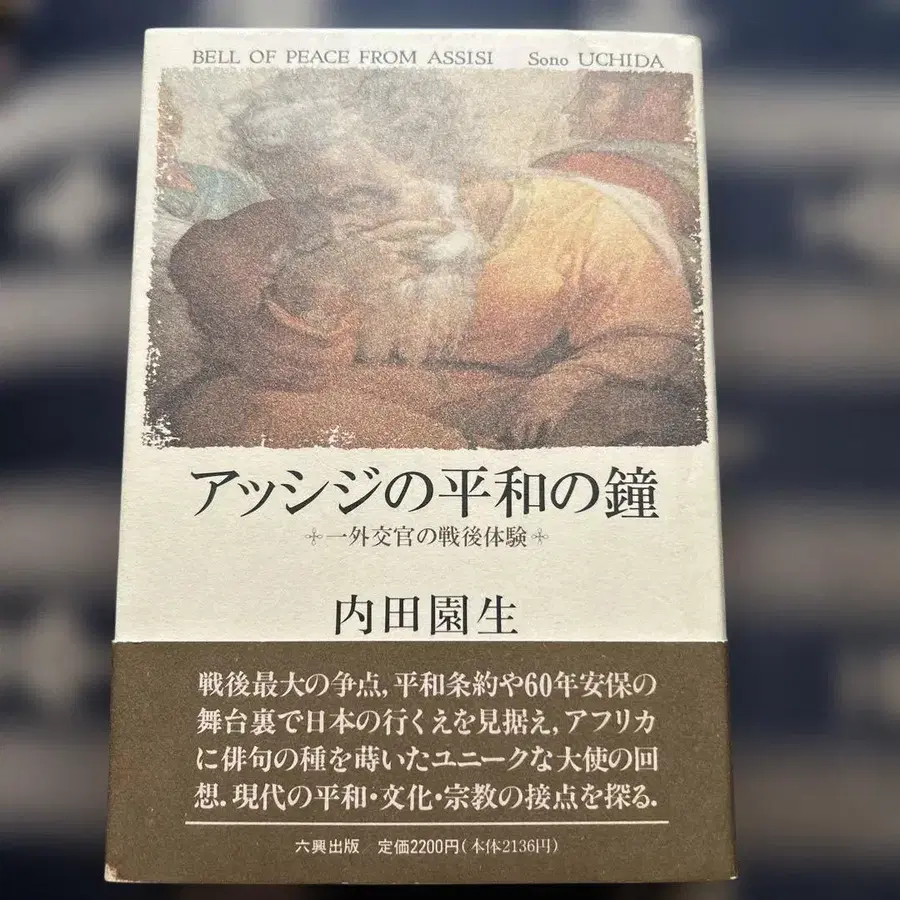 BELL OF PEACE FROM ASSISI Sono UCHIDA
アッシジの平和の鐘
一外交官の戦後体験
内田園生
戦後最大の争点,平和条約や60年安保の
舞台裏で日本の行くえを見据え,アフリカ
に俳句の種を蒔いたユニークな大使の回
想.現代の平和・文化・宗教の接点を探る.
六興出版 定価2200円(本体2136円)